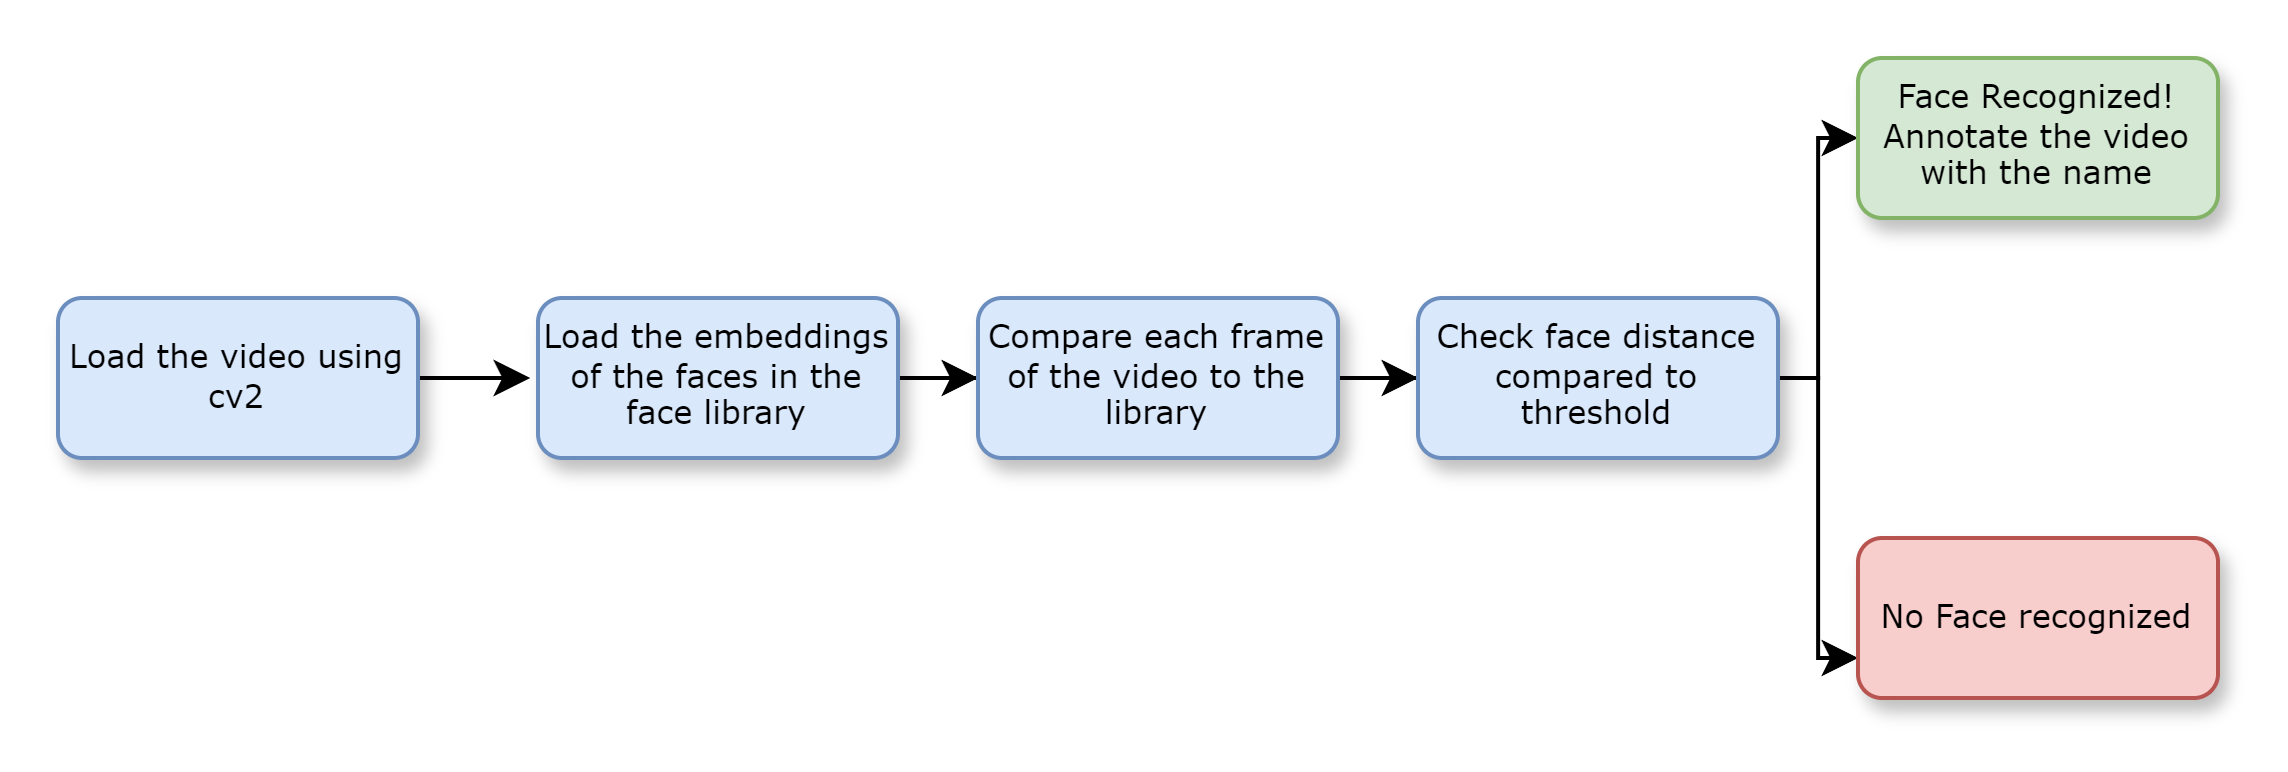 Load the video using
cv2
Load the embeddings
of the faces in the
face library
Compare each frame
of the video to the
library
Check face distance
compared to
threshold
Face Recognized!
Annotate the video
with the name
No Face recognized